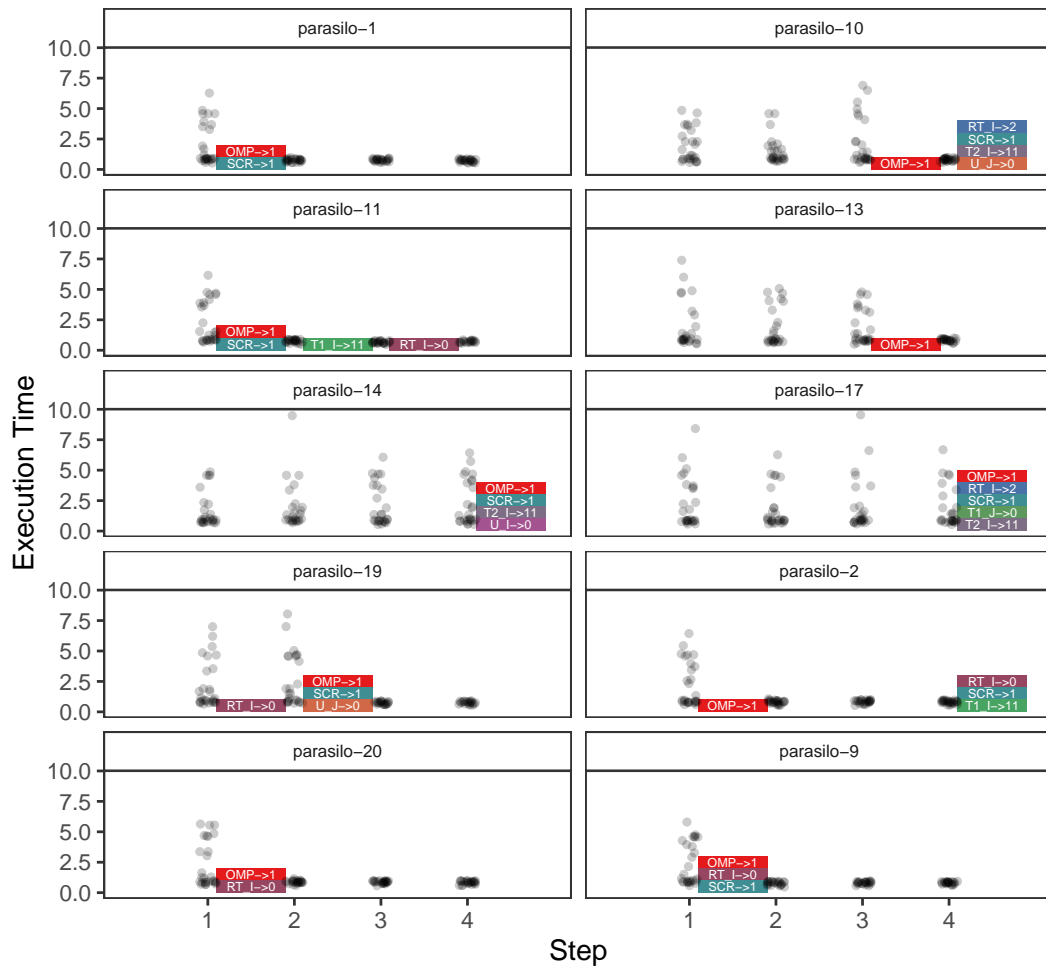 parasilo−1
parasilo−10
10.0
7.5
5.0
2.5
0.0
OMP−>1
SCR−>1
OMP−>1
RT_I−>2
SCR−>1
T2_I−>11
U_J−>0
parasilo−11
parasilo−13
10.0
7.5
5.0
2.5
0.0
OMP−>1
SCR−>1
T1_I−>11
RT_I−>0
OMP−>1
parasilo−14
parasilo−17
10.0
7.5
5.0
2.5
0.0
OMP−>1
SCR−>1
T2_I−>11
U_I−>0
OMP−>1
RT_I−>2
SCR−>1
T1_J−>0
T2_I−>11
Execution Time
parasilo−19
parasilo−2
10.0
7.5
5.0
2.5
0.0
RT_I−>0
OMP−>1
SCR−>1
U_J−>0
OMP−>1
RT_I−>0
SCR−>1
T1_I−>11
parasilo−20
parasilo−9
10.0
7.5
5.0
2.5
0.0
OMP−>1
RT_I−>0
OMP−>1
RT_I−>0
SCR−>1
1 2 3 4
1 2 3 4
Step